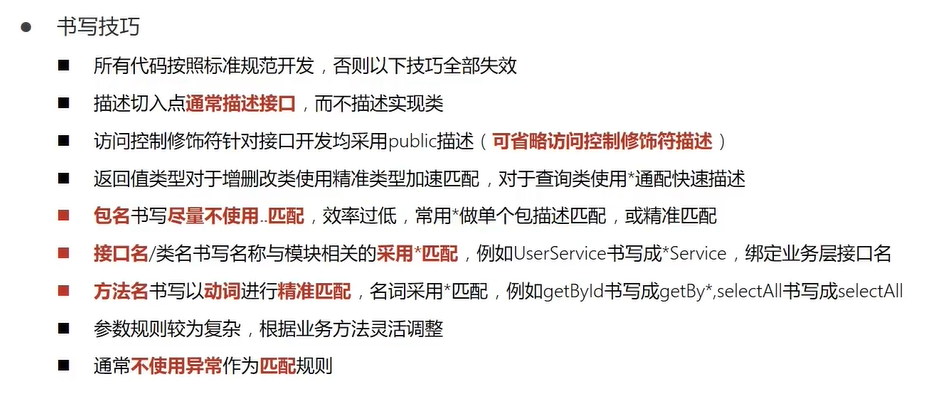 书写技巧
所有代码按照标准规范开发，否则以下技巧全部失效
描述切入点通常描述接口，而不描述实现类
访问控制修饰符针对接口开发均采用public描述（可省略访问控制修饰符描述）
返回值类型对于增删改类使用精准类型加速匹配，对于查询类使用*通配快速描述
包名书写尽量不使用..匹配，效率过低，常用*做单个包描述匹配，或精准匹配
接口名/类名书写名称与模块相关的采用*匹配，例如UserService书写成*Service，绑定业务层接口名
方法名书写以动词进行精准匹配，名词采用*匹配，例如getById书写成getBy*,selectAll书写成selectAll
参数规则较为复杂，根据业务方法灵活调整
通常不使用异常作为匹配规则